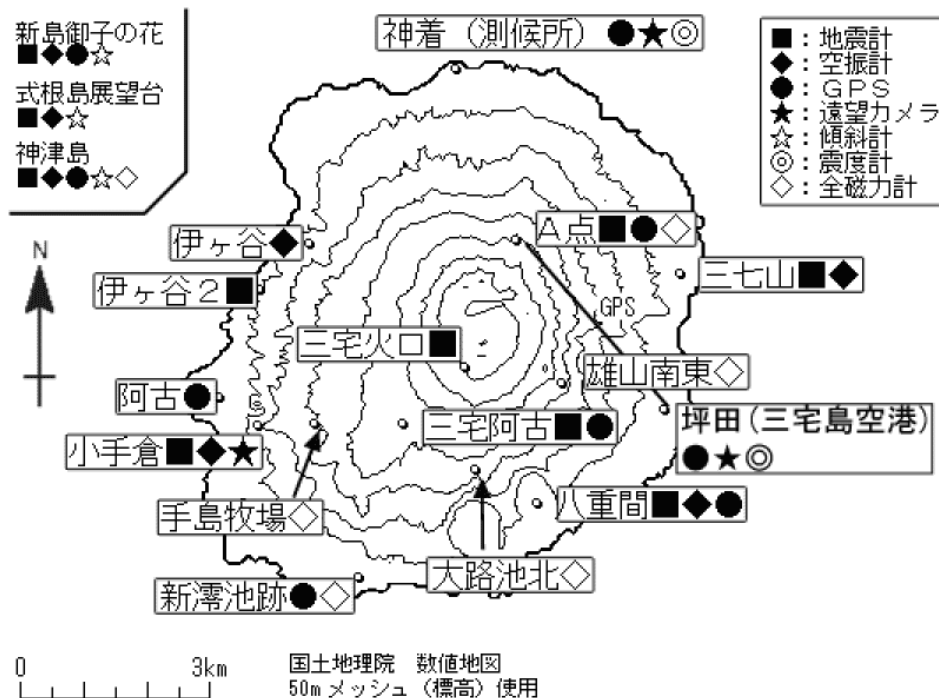 新島御子の花
■◆●☆
式根島展望台
■◆☆
神津島
■◆●☆◇
神着（測候所） ●★◎
■：地震計
◆：空振計
●：ＧＰＳ
★：遠望カメラ
☆：傾斜計
◎：震度計
◇：全磁力計
N
伊ヶ谷◆
Ａ点■●◇
伊ヶ谷２■
三七山■◆
GPS
三宅火口■
雄山南東◇
阿古●
三宅阿古■●
坪田(三宅島空港)
●★◎
小手倉■◆★
手島牧場◇
八重間■◆●
大路池北◇
新澪池跡●◇
0 3km
国土地理院 数値地図
50mメッシュ（標高）使用